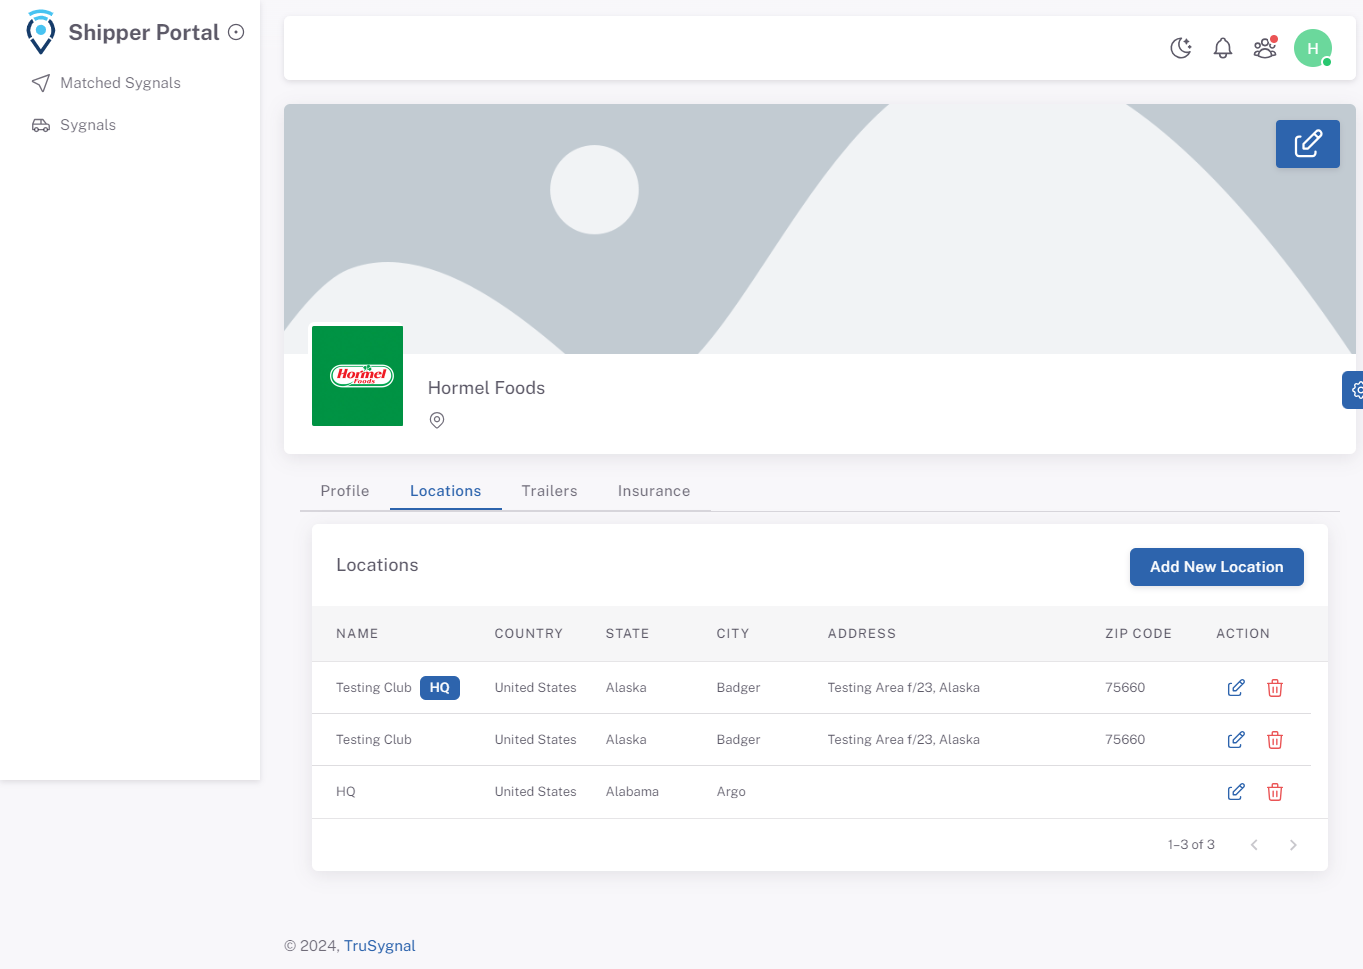 Shipper Portal
Matched Sygnals
Sygnals
H
Hormel
Foods
Hormel Foods
Profile Locations Trailers Insurance
Locations
Add New Location
NAME COUNTRY STATE CITY ADDRESS ZIP CODE ACTION
Testing Club HQ United States Alaska Badger Testing Area f/23, Alaska 75660
Testing Club United States Alaska Badger Testing Area f/23, Alaska 75660
HQ United States Alabama Argo
1–3 of 3
© 2024, TruSygnal